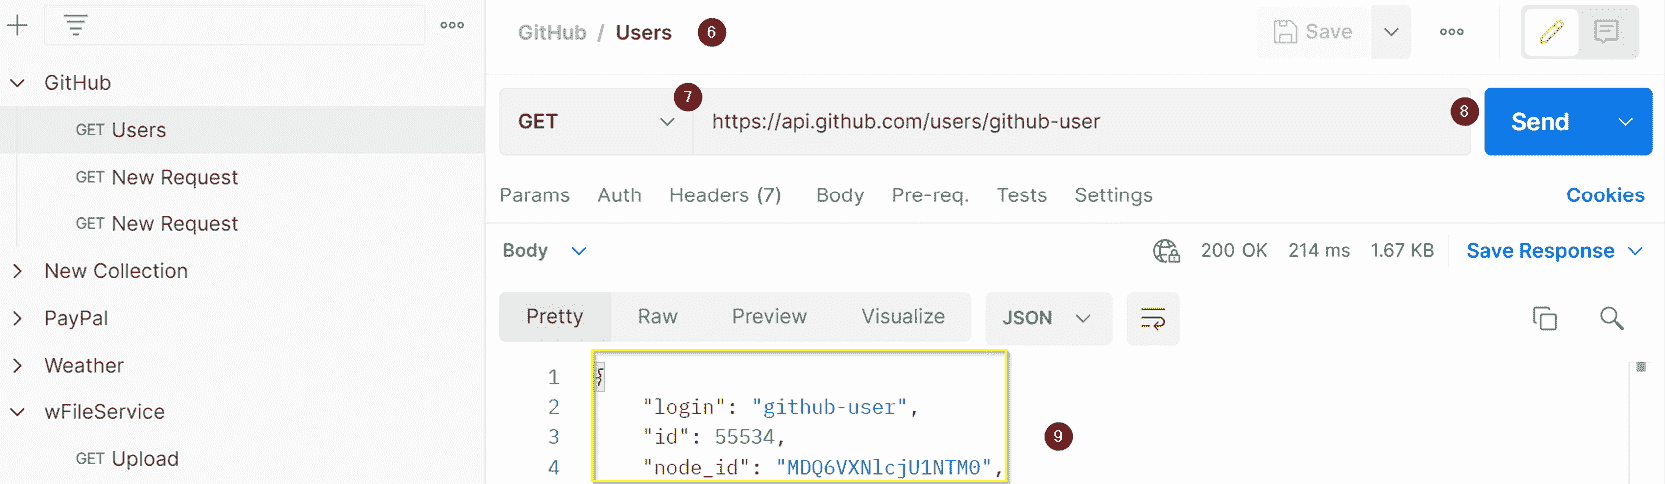 GitHub
GET Users
GET New Request
GET New Request
New Collection
PayPal
Weather
wFileService
GET Upload
GitHub / Users 6
Save
GET 7 https://api.github.com/users/github-user 8 Send
Params Auth Headers (7) Body Pre-req. Tests Settings Cookies
Body 200 OK 214 ms 1.67 KB Save Response
Pretty Raw Preview Visualize JSON
1 {
2 "login": "github-user",
3 "id": 55534,
4 "node_id": "MDQ6VXNlcjU1NTM0",
9